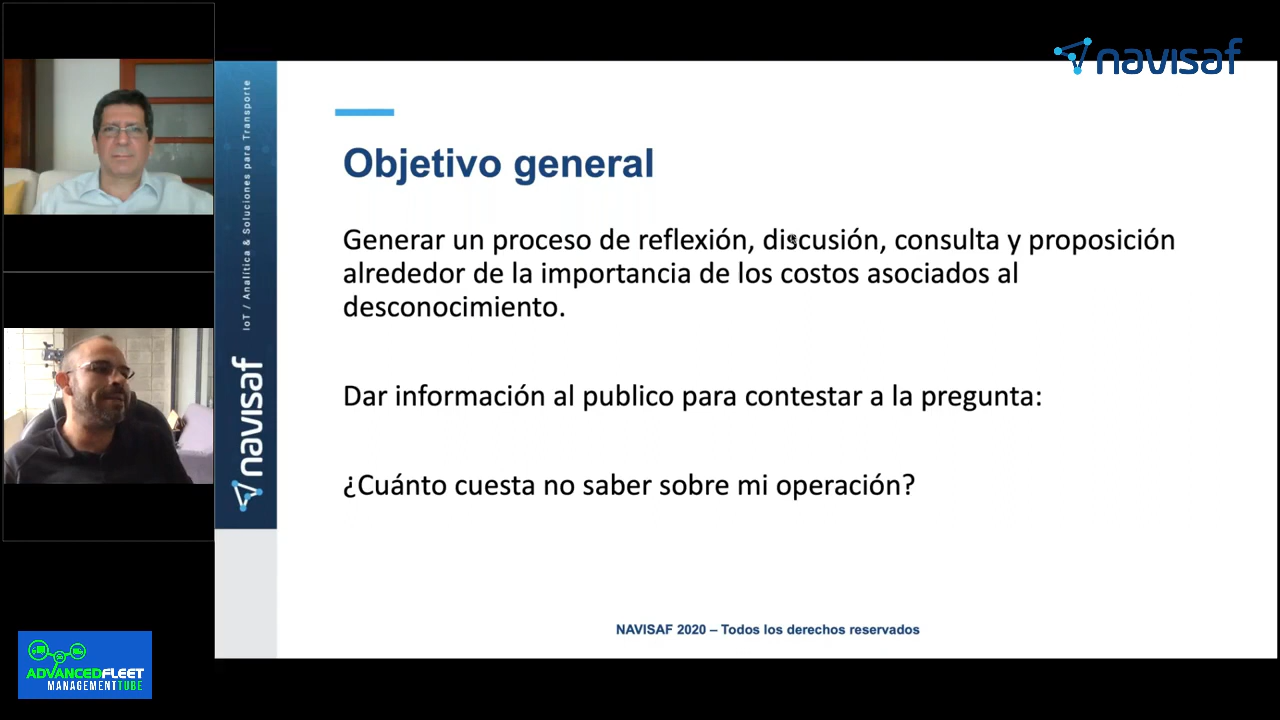 navisaf
IoT / Analítica & Soluciones para Transporte
navisaf
Objetivo general
Generar un proceso de reflexión, discusión, consulta y proposición
alrededor de la importancia de los costos asociados al
desconocimiento.
Dar información al publico para contestar a la pregunta:
¿Cuánto cuesta no saber sobre mi operación?
NAVISAF 2020 – Todos los derechos reservados
ADVANCEDFLEET
MANAGEMENTTUBE